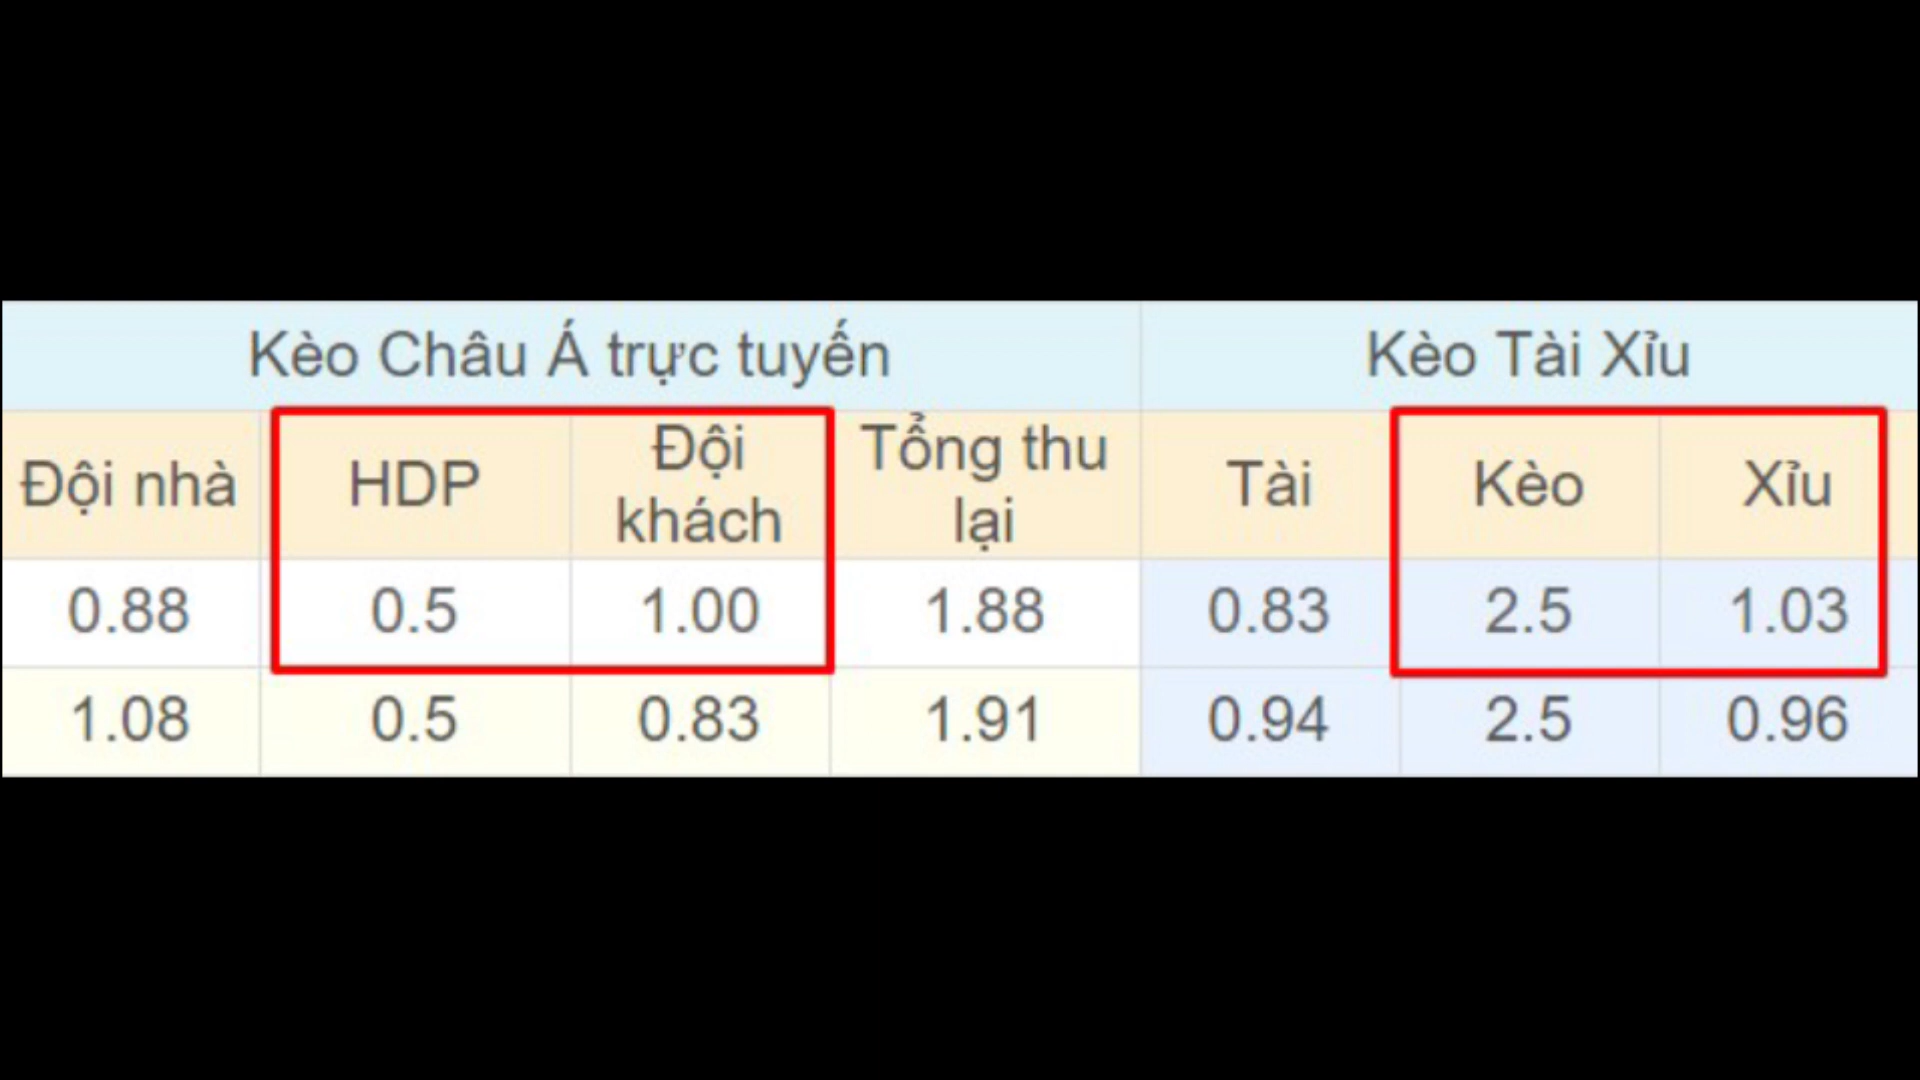 Kèo Châu Á trực tuyến Kèo Tài Xỉu
Đội nhà HDP Đội khách Tổng thu lại Tài Kèo Xỉu
0.88 0.5 1.00 1.88 0.83 2.5 1.03
1.08 0.5 0.83 1.91 0.94 2.5 0.96